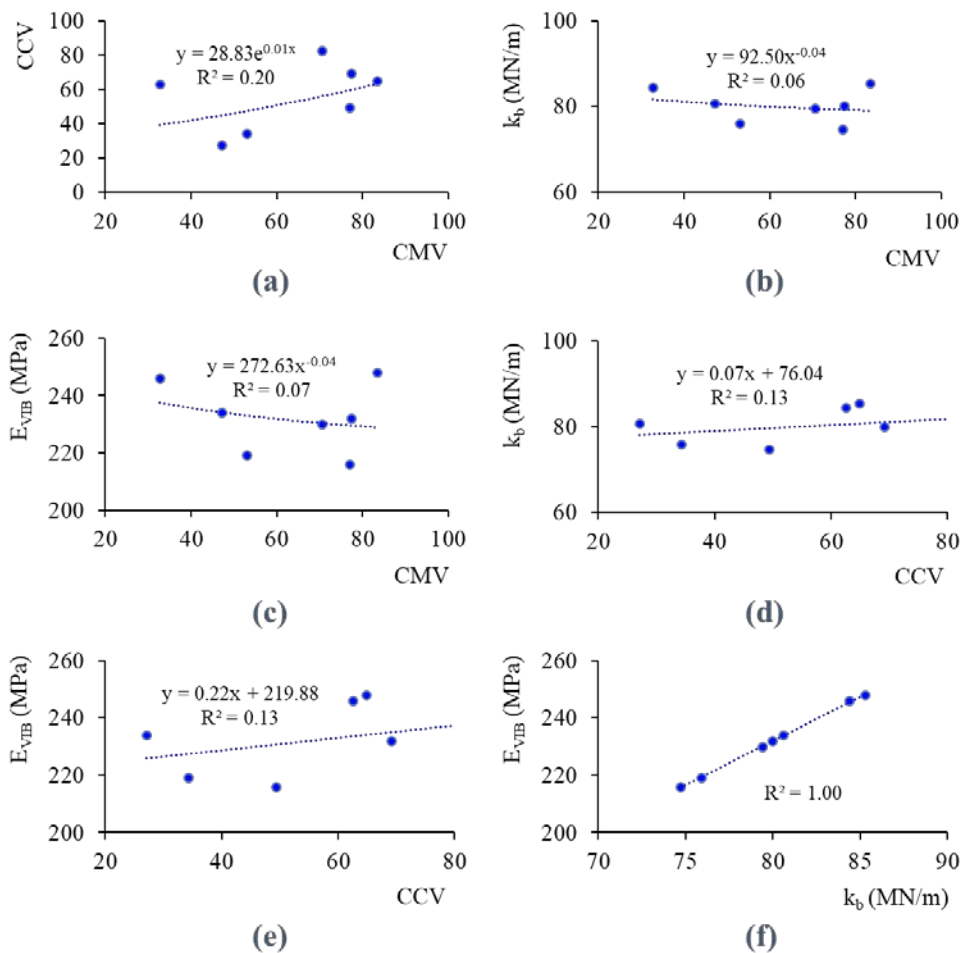 CCV
100
80
60
40
20
0
y = 28.83e^0.01x
R² = 0.20
20 40 60 80 100
CMV
(a)
k_b (MN/m)
100
80
60
y = 92.50x^-0.04
R² = 0.06
20 40 60 80 100
CMV
(b)
E_VIB (MPa)
260
240
220
200
y = 272.63x^-0.04
R² = 0.07
20 40 60 80 100
CMV
(c)
k_b (MN/m)
100
80
60
y = 0.07x + 76.04
R² = 0.13
20 40 60 80
CCV
(d)
E_VIB (MPa)
260
240
220
200
y = 0.22x + 219.88
R² = 0.13
20 40 60 80
CCV
(e)
E_VIB (MPa)
260
240
220
200
R² = 1.00
70 75 80 85 90
k_b (MN/m)
(f)